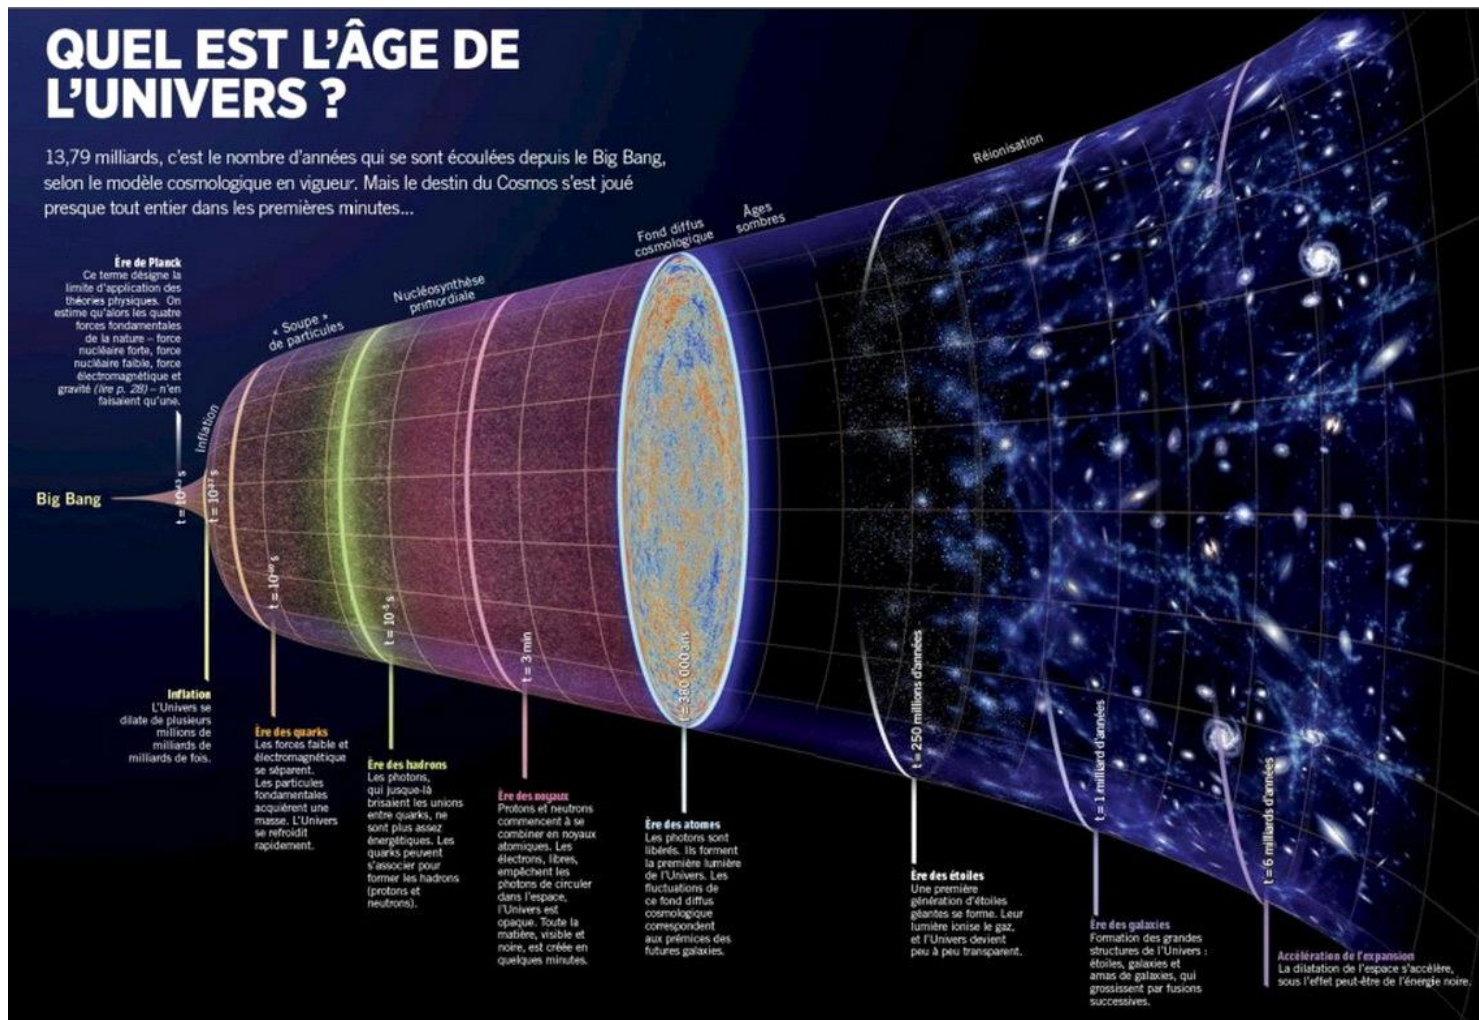 QUEL EST L'ÂGE DE
L'UNIVERS ?
13,79 milliards, c'est le nombre d'années qui se sont écoulées depuis le Big Bang,
selon le modèle cosmologique en vigueur. Mais le destin du Cosmos s'est joué
presque tout entier dans les premières minutes...
Ère de Planck
Ce terme désigne la
limite d'application des
théories physiques. On
estime qu'alors les quatre
forces fondamentales
de la nature – force
nucléaire forte, force
nucléaire faible, force
électromagnétique et
gravité (lire p. 28) – n'en
faisaient qu'une.
Big Bang
Inflation
« Soupe »
de particules
Nucléosynthèse
primordiale
Fond diffus
cosmologique
Âges
sombres
Réionisation
t = 10⁻⁴³ s
t = 10
t = 10
t = 10⁻⁵ s
t = 3 min
t = 380 000 ans
t = 250 millions d'années
t = 1 milliard d'années
t = 6 milliards d'années
Inflation
L'Univers se
dilate de plusieurs
millions de
milliards de
milliards de fois.
Ère des quarks
Les forces faible et
électromagnétique
se séparent.
Les particules
fondamentales
acquièrent une
masse. L'Univers
se refroidit
rapidement.
Ère des hadrons
Les photons,
qui jusque-là
brisaient les unions
entre quarks, ne
sont plus assez
énergétiques. Les
quarks peuvent
s'associer pour
former les hadrons
(protons et
neutrons).
Ère des noyaux
Protons et neutrons
commencent à se
combiner en noyaux
atomiques. Les
électrons, libres,
empêchent les
photons de circuler
dans l'espace,
l'Univers est
opaque. Toute la
matière, visible et
noire, est créée en
quelques minutes.
Ère des atomes
Les photons sont
libérés. Ils forment
la première lumière
de l'Univers. Les
fluctuations de
ce fond diffus
cosmologique
correspondent
aux prémices des
futures galaxies.
Ère des étoiles
Une première
génération d'étoiles
géantes se forme. Leur
lumière ionise le gaz,
et l'Univers devient
peu à peu transparent.
Ère des galaxies
Formation des grandes
structures de l'Univers :
étoiles, galaxies et
amas de galaxies, qui
grossissent par fusions
successives.
Accélération de l'expansion
La dilatation de l'espace s'accélère,
sous l'effet peut-être de l'énergie noire.